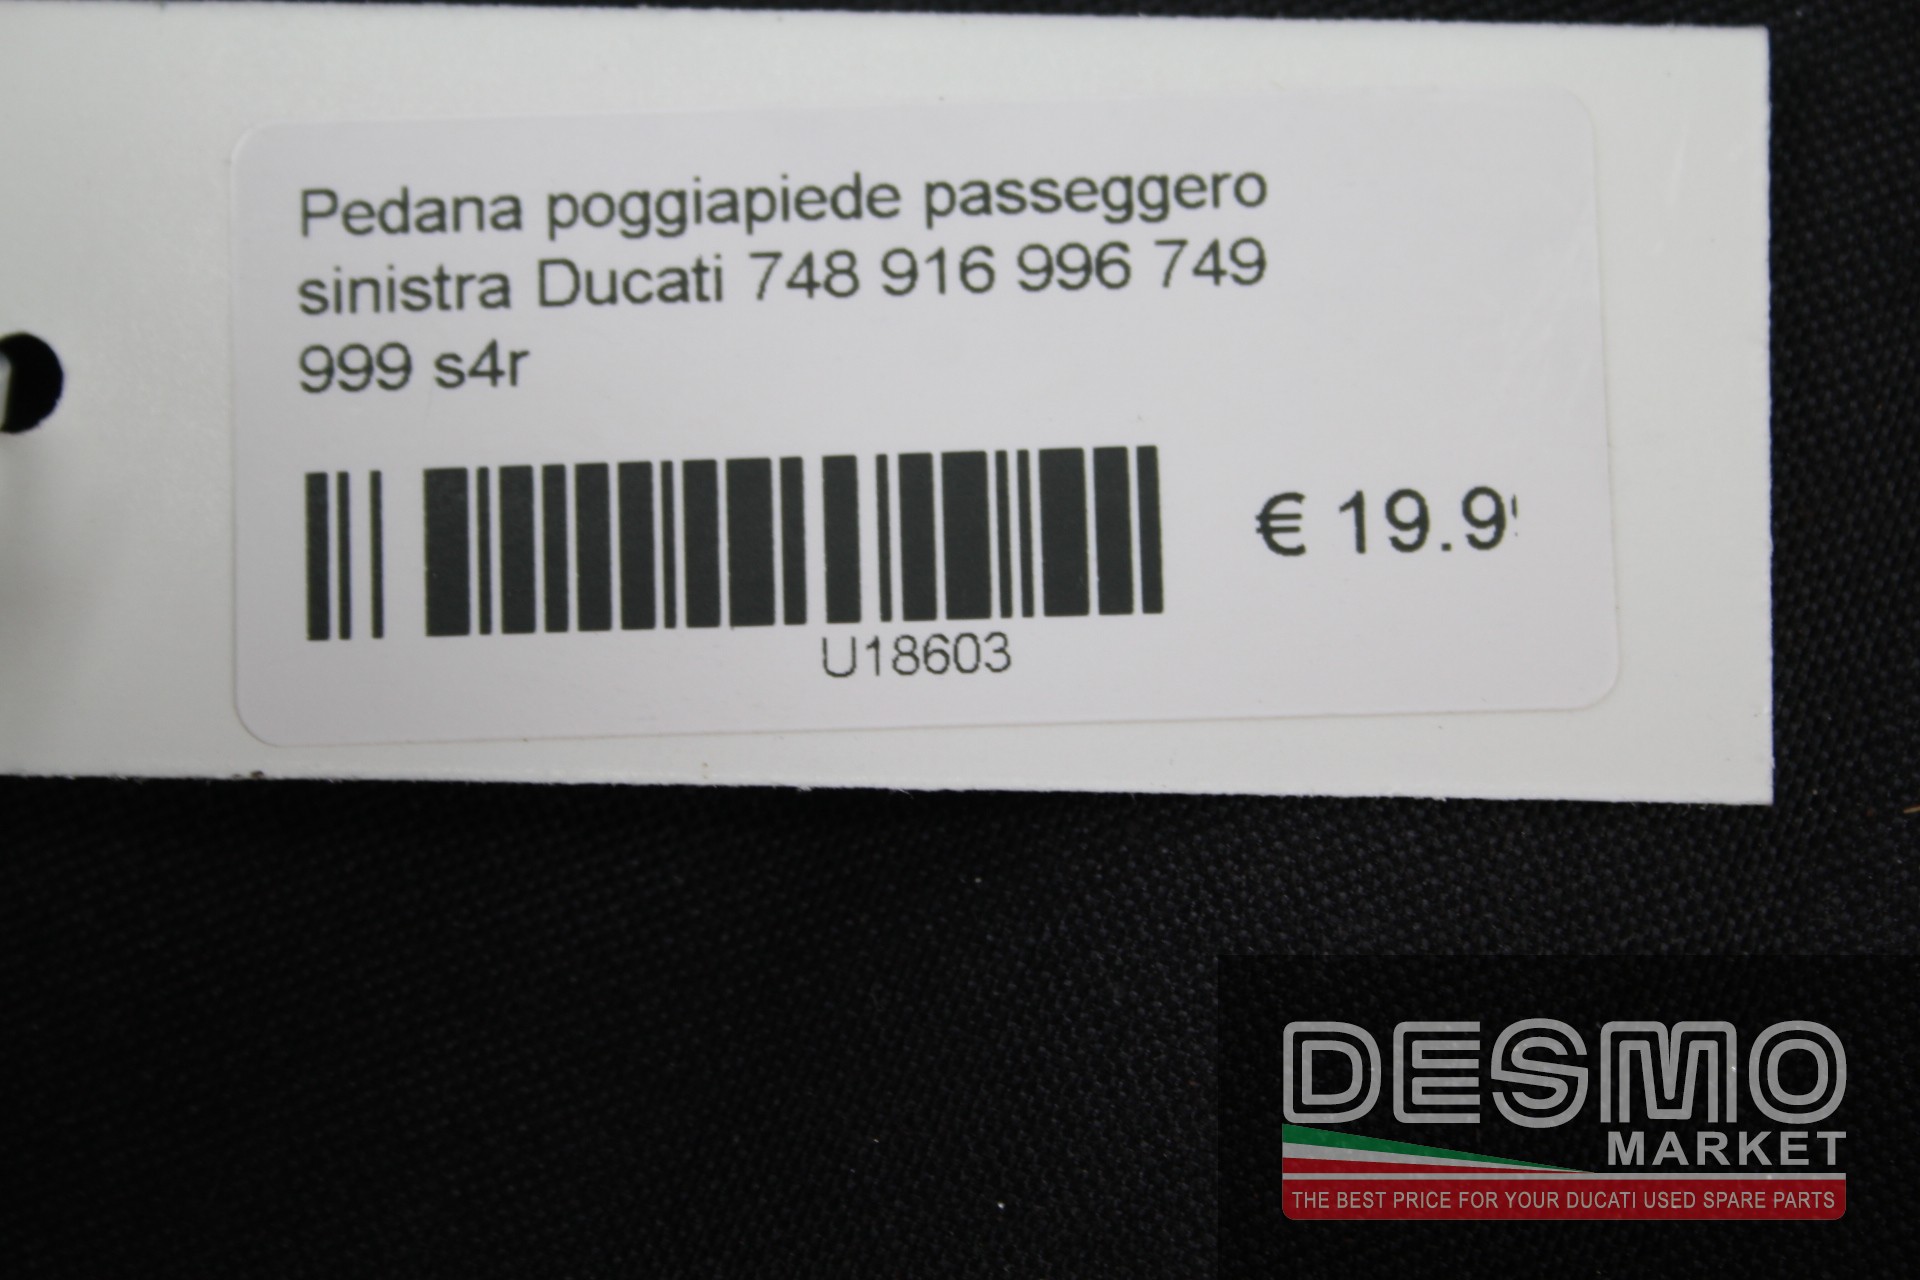 Pedana poggiapiede passeggero
sinistra Ducati 748 916 996 749
999 s4r
€ 19.9
U18603
DESMO
MARKET
THE BEST PRICE FOR YOUR DUCATI USED SPARE PARTS